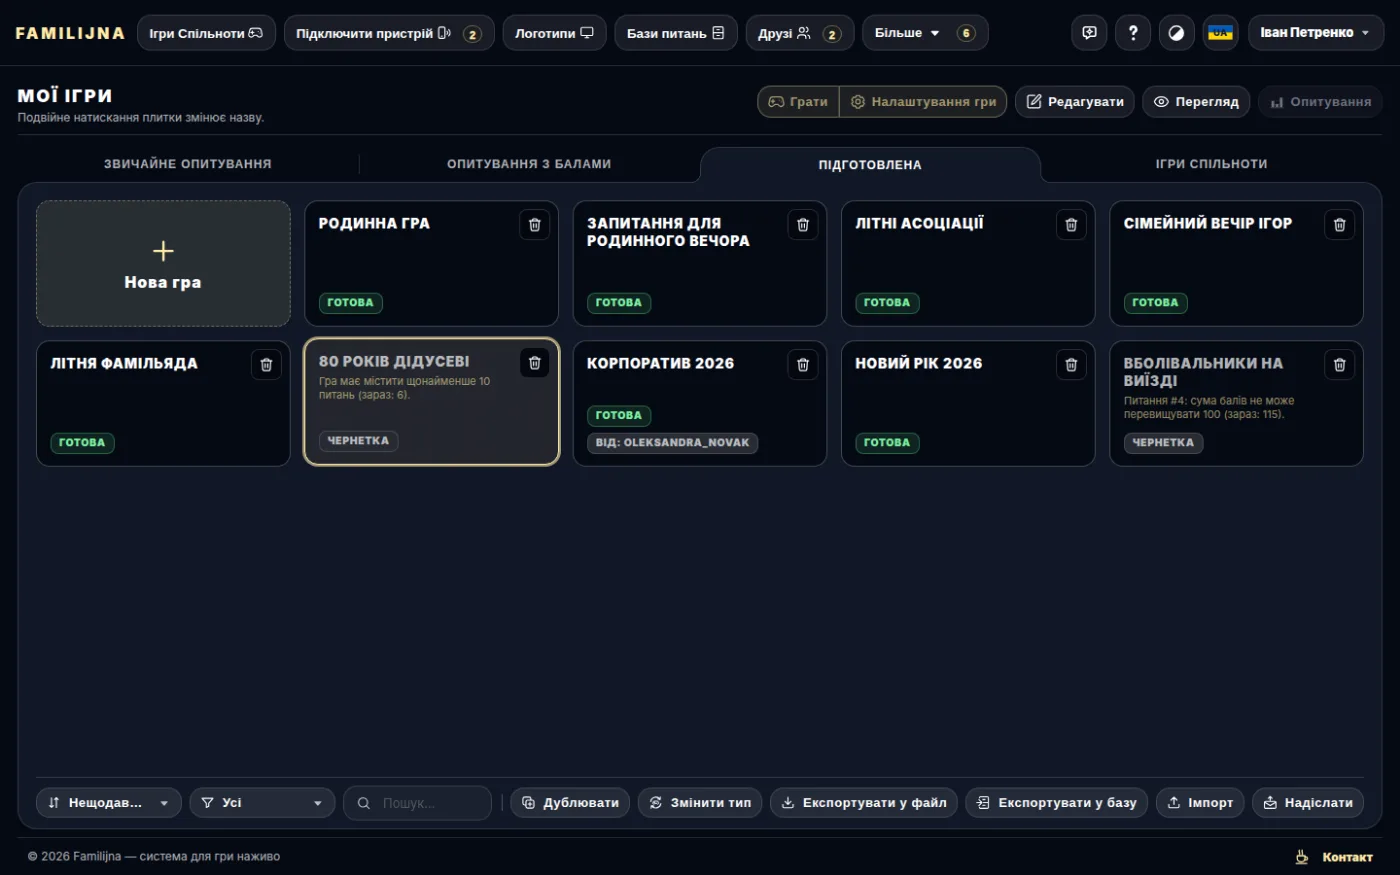 FAMILIJNA
Ігри Спільноти
Підключити пристрій 2
Логотипи
Бази питань
Друзі 2
Більше 6
?
UA
Іван Петренко
МОЇ ІГРИ
Подвійне натискання плитки змінює назву.
Грати
Налаштування гри
Редагувати
Перегляд
Опитування
ЗВИЧАЙНЕ ОПИТУВАННЯ
ОПИТУВАННЯ З БАЛАМИ
ПІДГОТОВЛЕНА
ІГРИ СПІЛЬНОТИ
Нова гра
РОДИННА ГРА
ГОТОВА
ЗАПИТАННЯ ДЛЯ
РОДИННОГО ВЕЧОРА
ГОТОВА
ЛІТНІ АСОЦІАЦІЇ
ГОТОВА
СІМЕЙНИЙ ВЕЧІР ІГОР
ГОТОВА
ЛІТНЯ ФАМІЛЬЯДА
ГОТОВА
80 РОКІВ ДІДУСЕВІ
Гра має містити щонайменше 10
питань (зараз: 6).
ЧЕРНЕТКА
КОРПОРАТИВ 2026
ГОТОВА
ВІД: OLEKSANDRA_NOVAK
НОВИЙ РІК 2026
ГОТОВА
ВБОЛІВАЛЬНИКИ НА
ВИЇЗДІ
Питання #4: сума балів не може
перевищувати 100 (зараз: 115).
ЧЕРНЕТКА
Нещодав...
Усі
Пошук...
Дублювати
Змінити тип
Експортувати у файл
Експортувати у базу
Імпорт
Надіслати
© 2026 Familijna — система для гри наживо
Контакт